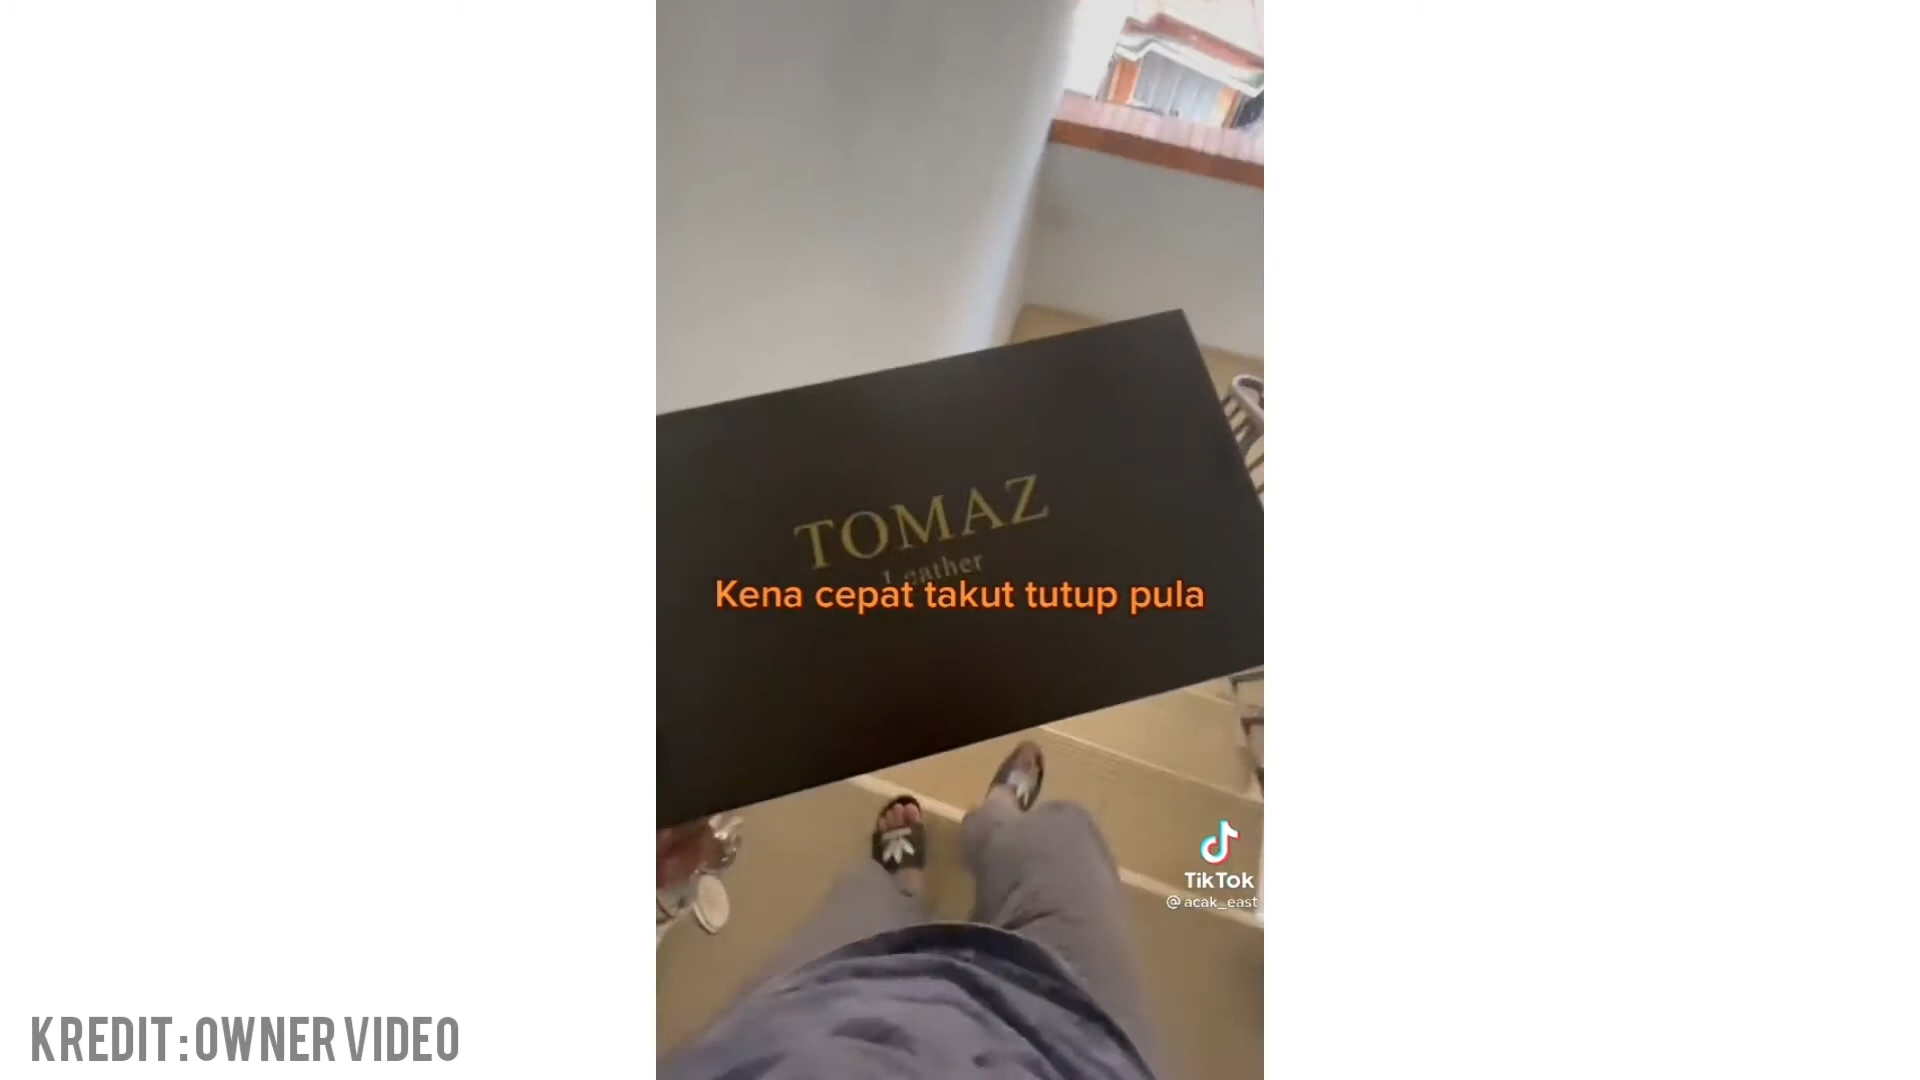 TOMAZ
Leather
Kena cepat takut tutup pula
TikTok
@acak_east
KREDIT : OWNER VIDEO